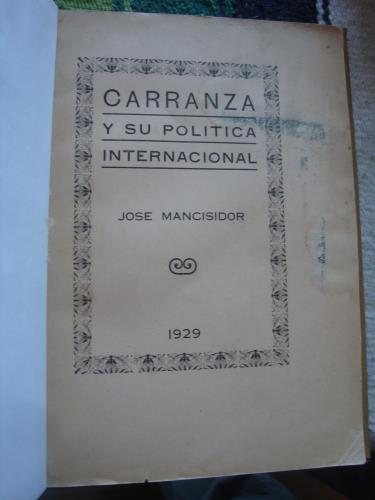 CARRANZA
Y SU POLITICA
INTERNACIONAL
JOSE MANCISIDOR
1929